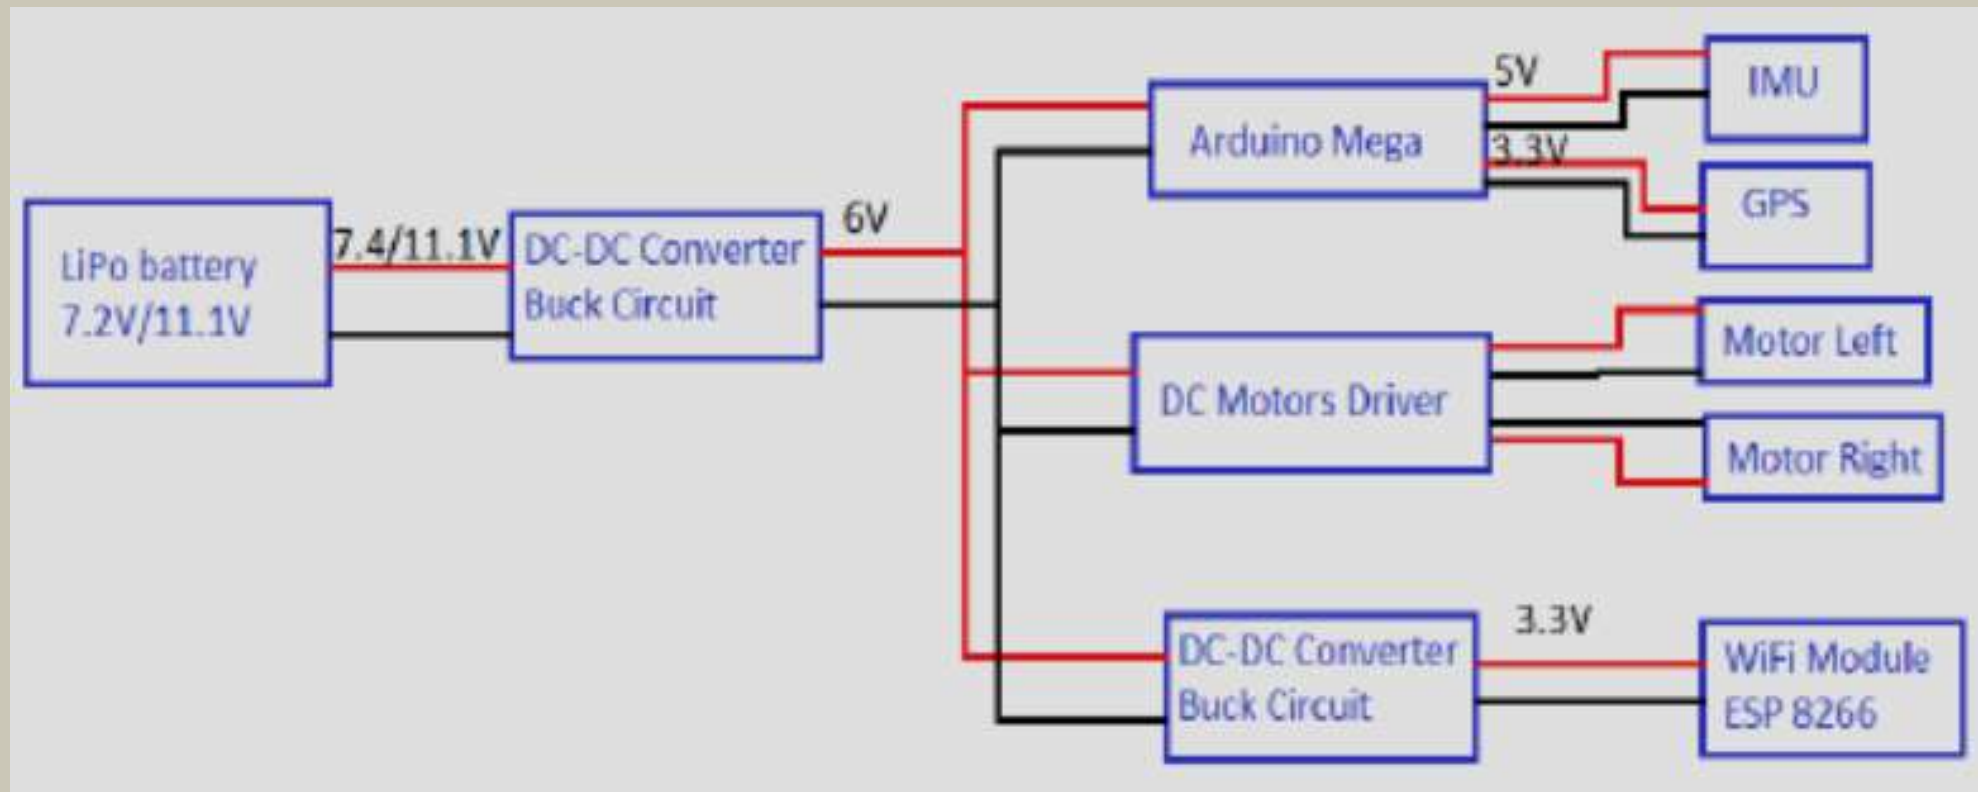 LiPo battery
7.2V/11.1V
7.4/11.1V
DC-DC Converter
Buck Circuit
6V
Arduino Mega
5V
3.3V
IMU
GPS
DC Motors Driver
Motor Left
Motor Right
DC-DC Converter
Buck Circuit
3.3V
WiFi Module
ESP 8266